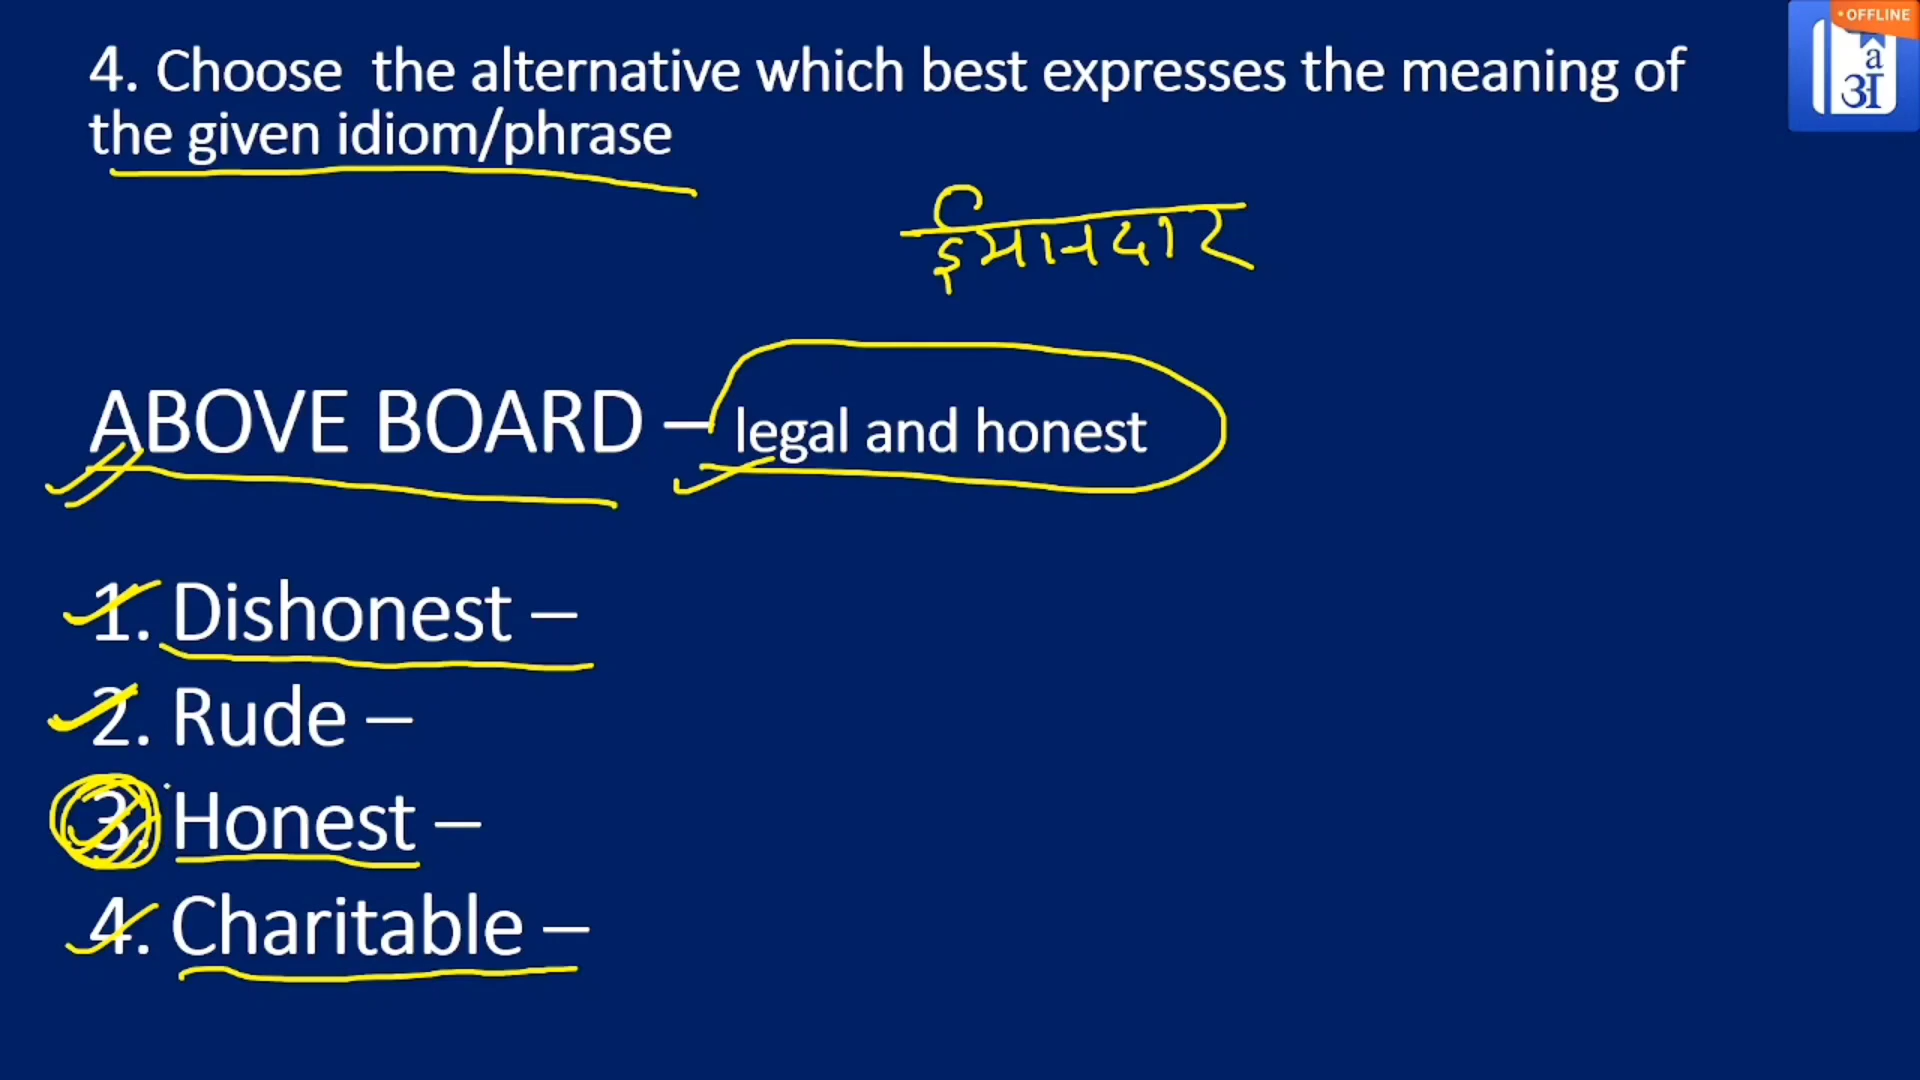 • OFFLINE
a
अ
4. Choose the alternative which best expresses the meaning of
the given idiom/phrase
ईमानदार
ABOVE BOARD – legal and honest
1. Dishonest –
2. Rude –
3. Honest –
4. Charitable –